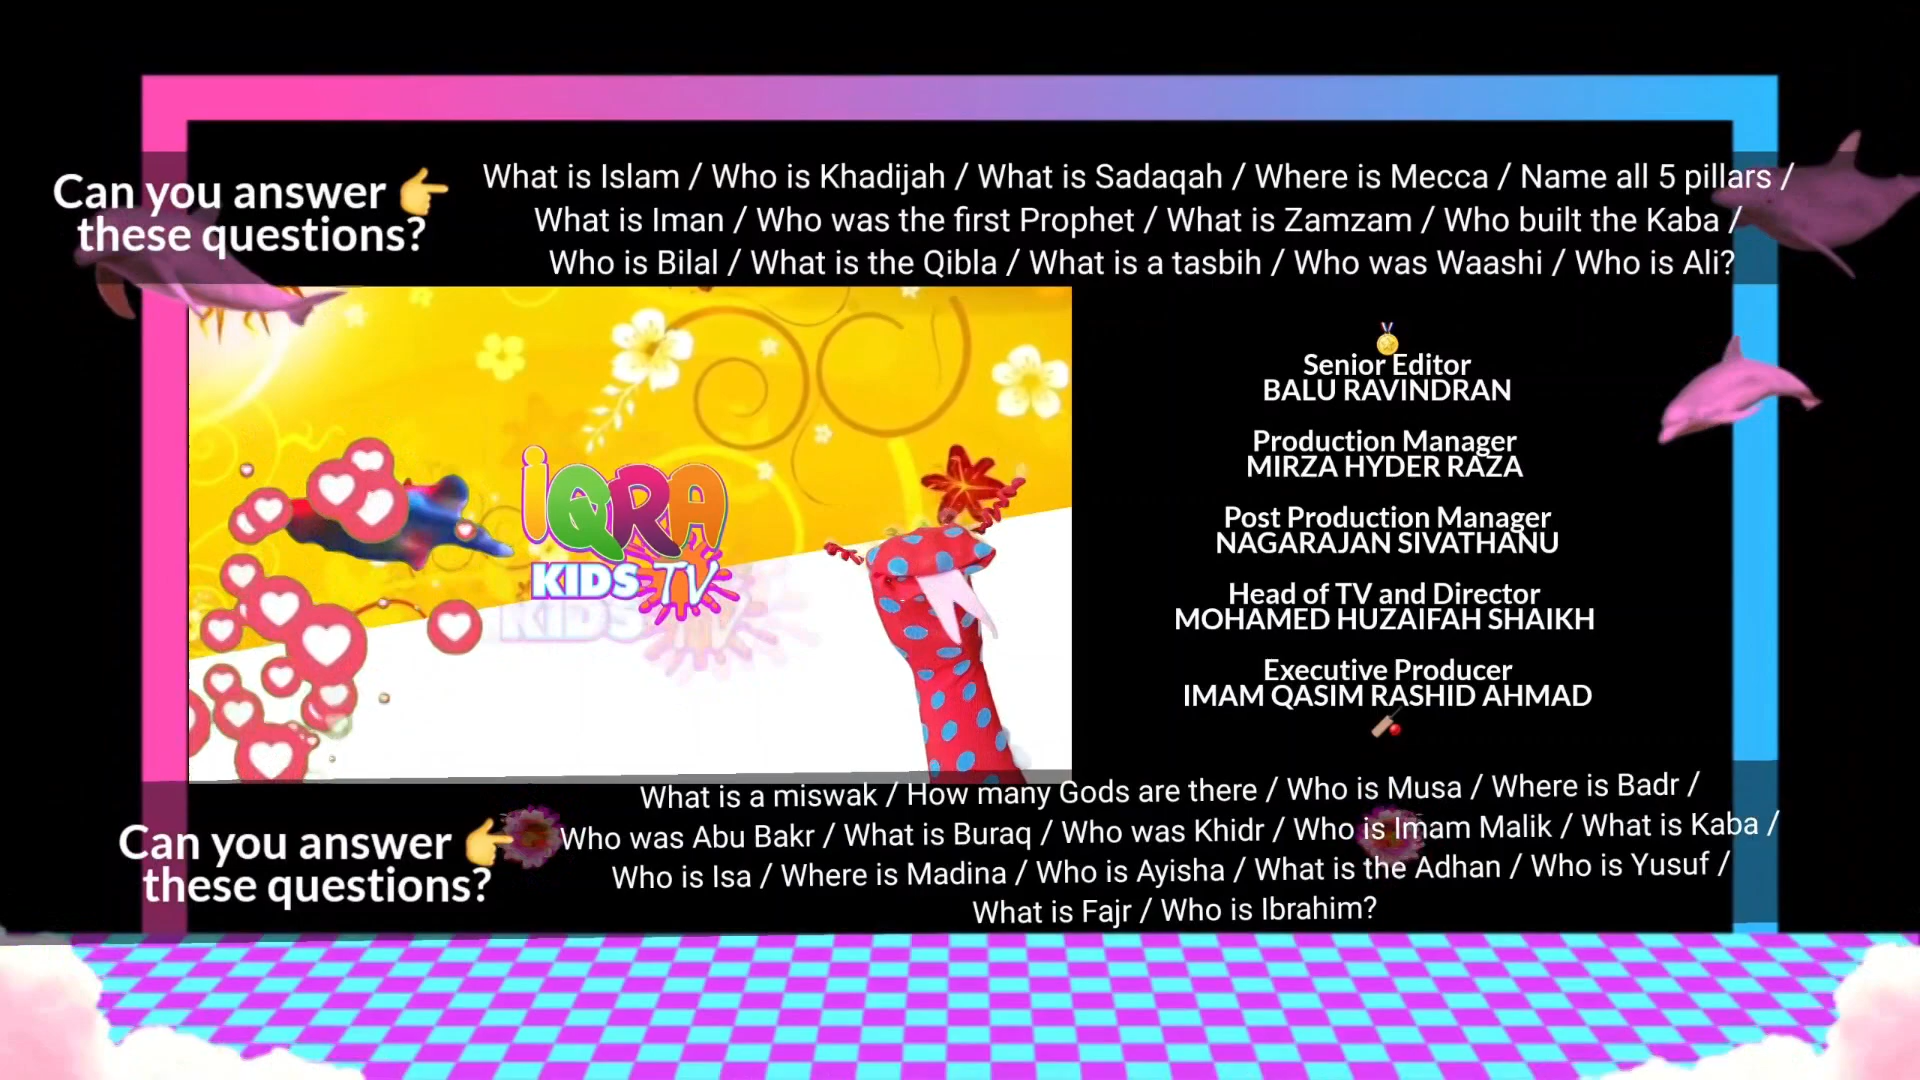 Can you answer 👉
these questions?
What is Islam / Who is Khadijah / What is Sadaqah / Where is Mecca / Name all 5 pillars /
What is Iman / Who was the first Prophet / What is Zamzam / Who built the Kaba /
Who is Bilal / What is the Qibla / What is a tasbih / Who was Waashi / Who is Ali?
iQRA
KIDS TV
KIDS TV
Senior Editor
BALU RAVINDRAN
Production Manager
MIRZA HYDER RAZA
Post Production Manager
NAGARAJAN SIVATHANU
Head of TV and Director
MOHAMED HUZAIFAH SHAIKH
Executive Producer
IMAM QASIM RASHID AHMAD
Can you answer 👉
these questions?
What is a miswak / How many Gods are there / Who is Musa / Where is Badr /
Who was Abu Bakr / What is Buraq / Who was Khidr / Who is Imam Malik / What is Kaba /
Who is Isa / Where is Madina / Who is Ayisha / What is the Adhan / Who is Yusuf /
What is Fajr / Who is Ibrahim?